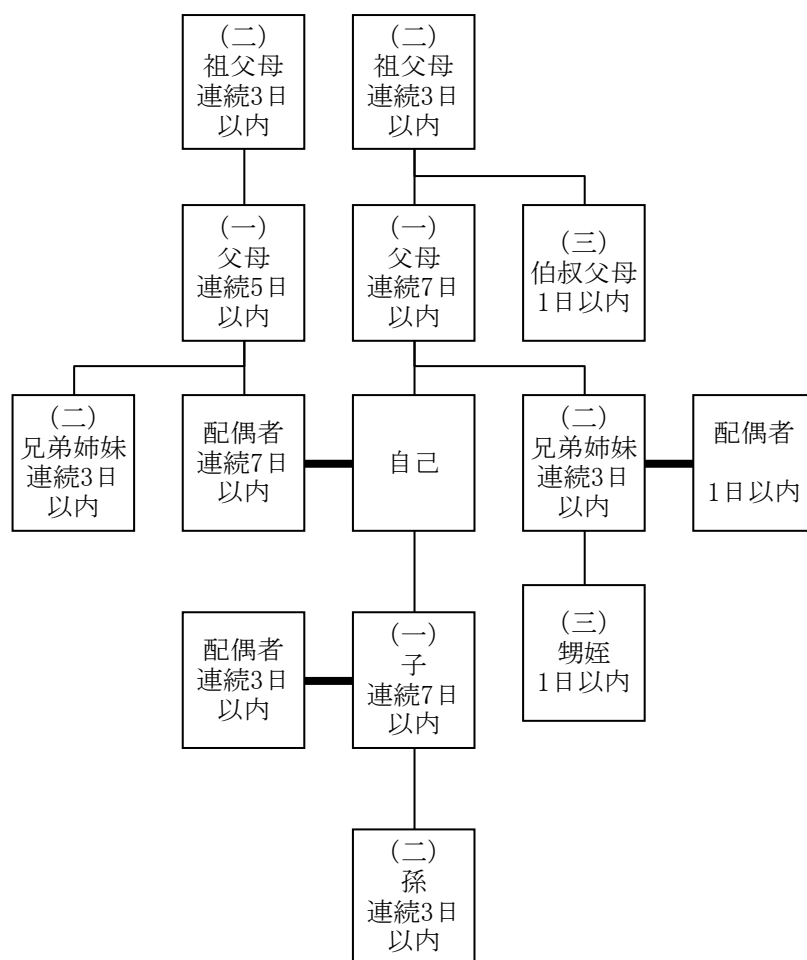 (二)
祖父母
連続3日
以内
(二)
祖父母
連続3日
以内
(一)
父母
連続5日
以内
(一)
父母
連続7日
以内
(三)
伯叔父母
1日以内
(二)
兄弟姉妹
連続3日
以内
配偶者
連続7日
以内
自己
(二)
兄弟姉妹
連続3日
以内
配偶者
1日以内
配偶者
連続3日
以内
(一)
子
連続7日
以内
(三)
甥姪
1日以内
(二)
孫
連続3日
以内